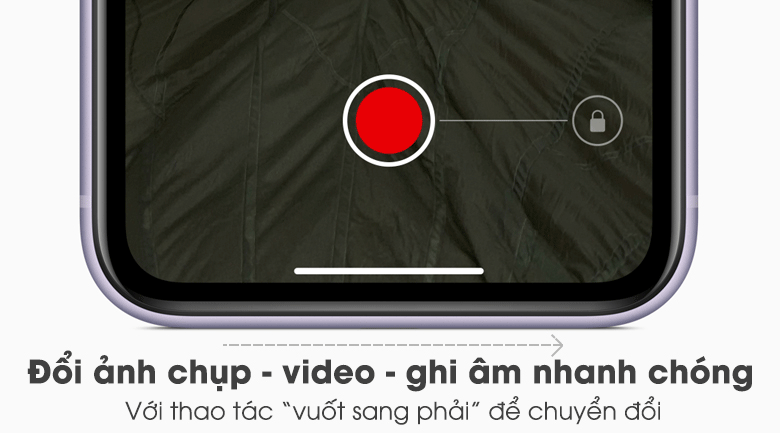 Đổi ảnh chụp - video - ghi âm nhanh chóng
Với thao tác “vuốt sang phải” để chuyển đổi